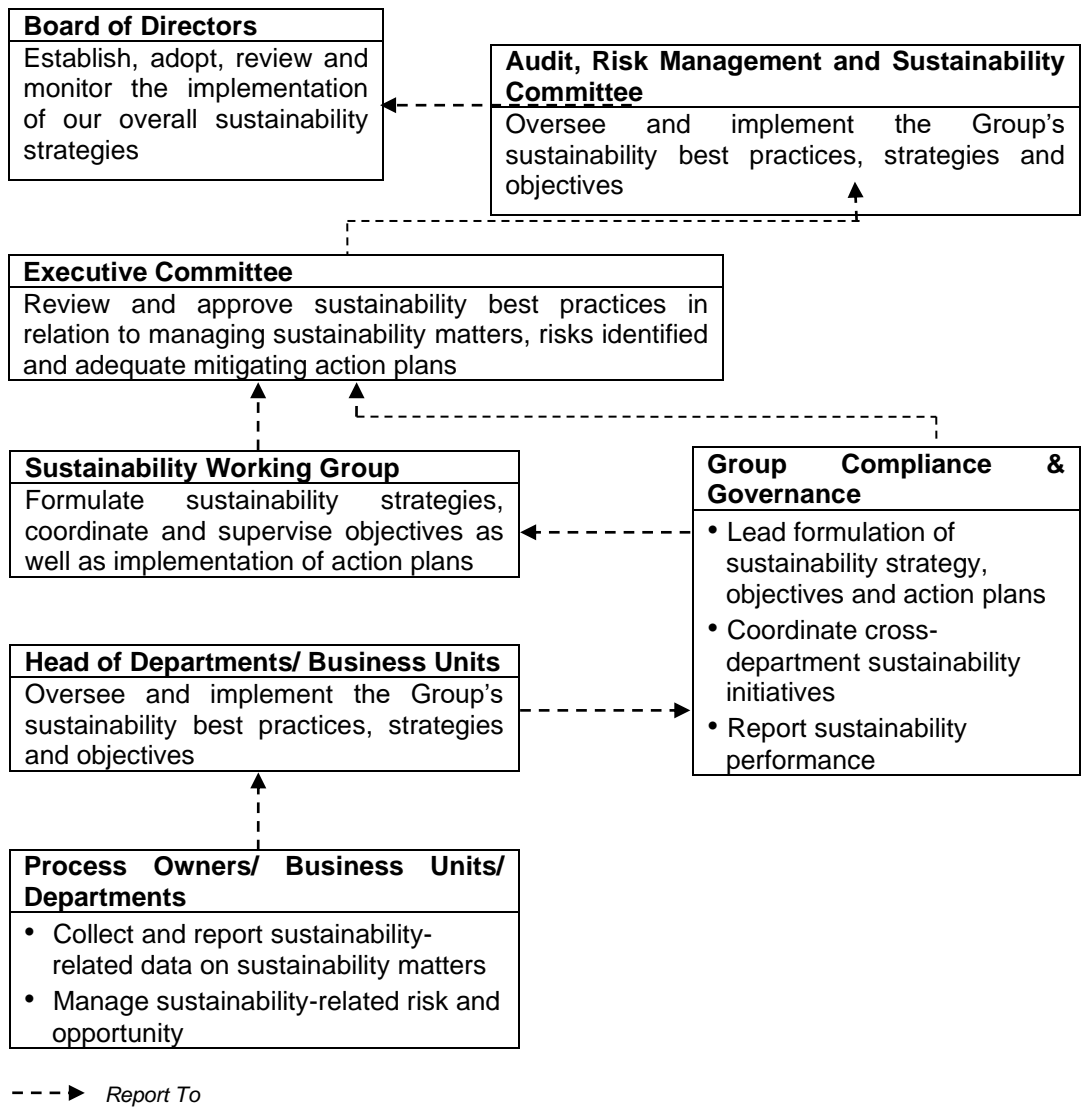 Board of Directors
Establish, adopt, review and
monitor the implementation
of our overall sustainability
strategies
Audit, Risk Management and Sustainability
Committee
Oversee and implement the Group's
sustainability best practices, strategies and
objectives
Executive Committee
Review and approve sustainability best practices in
relation to managing sustainability matters, risks identified
and adequate mitigating action plans
Sustainability Working Group
Formulate sustainability strategies,
coordinate and supervise objectives as
well as implementation of action plans
Group Compliance &
Governance
• Lead formulation of
sustainability strategy,
objectives and action plans
• Coordinate cross-
department sustainability
initiatives
• Report sustainability
performance
Head of Departments/ Business Units
Oversee and implement the Group's
sustainability best practices, strategies
and objectives
Process Owners/ Business Units/
Departments
• Collect and report sustainability-
related data on sustainability matters
• Manage sustainability-related risk and
opportunity
Report To